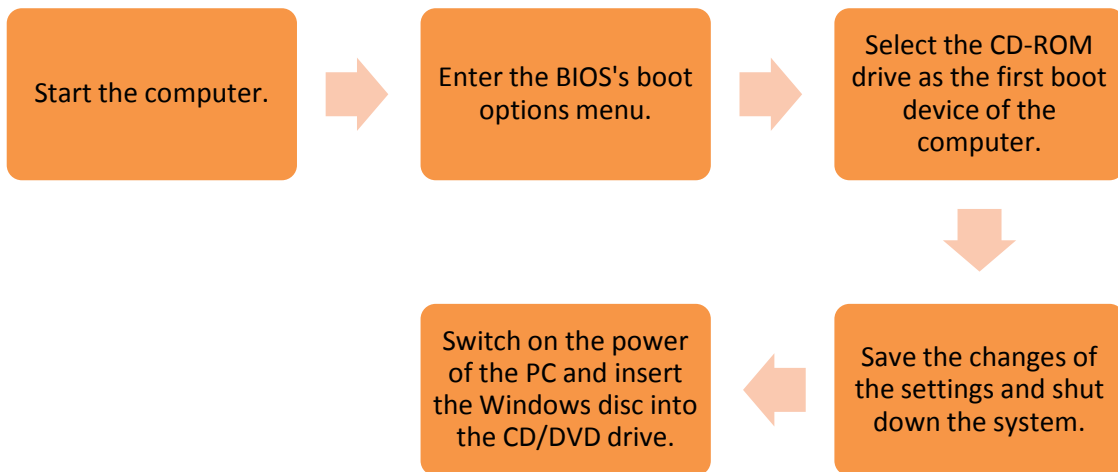 Start the computer.
Enter the BIOS's boot
options menu.
Select the CD-ROM
drive as the first boot
device of the
computer.
Save the changes of
the settings and shut
down the system.
Switch on the power
of the PC and insert
the Windows disc into
the CD/DVD drive.